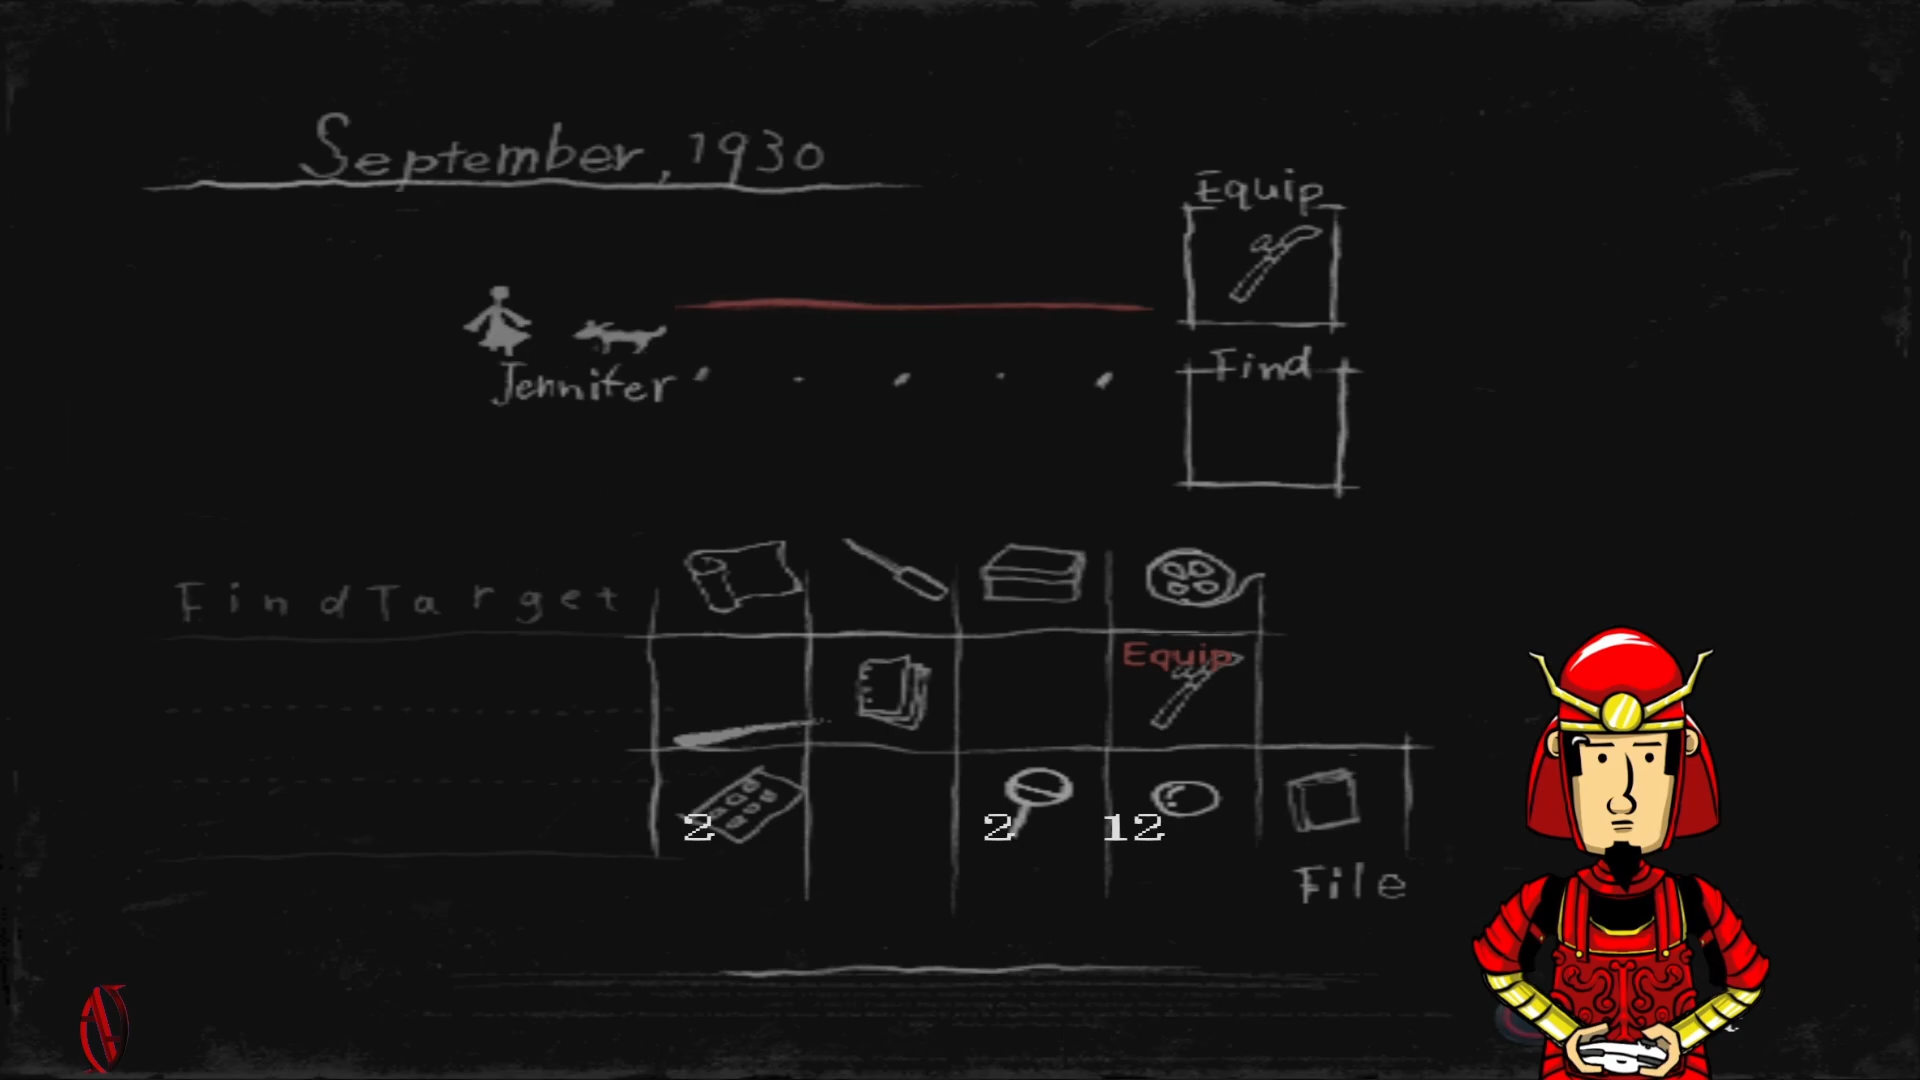 September, 1930
Equip
Find
Jennifer
FindTarget
Equip
2
2
12
File